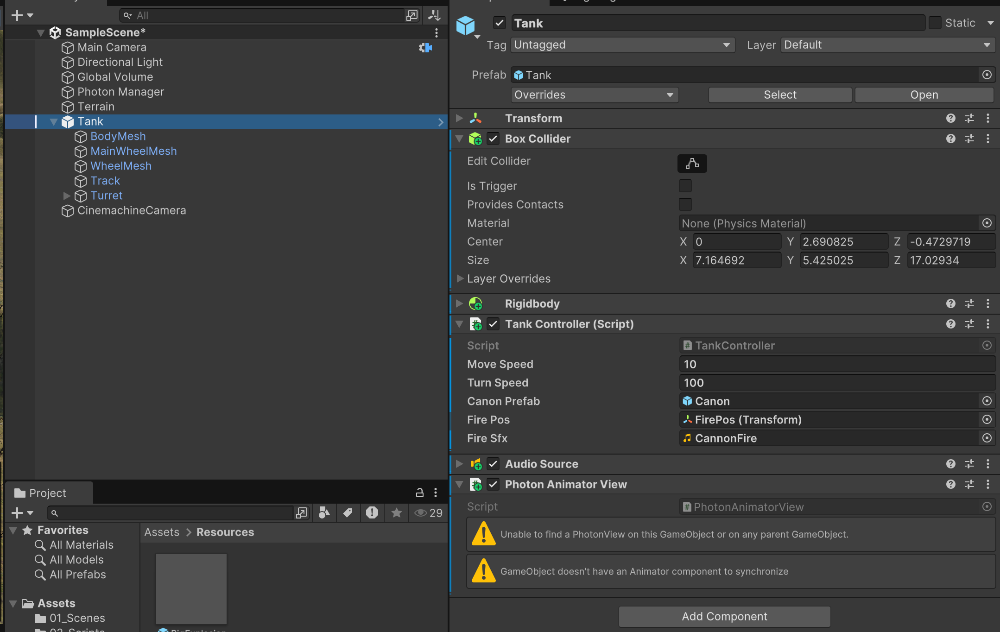 All
SampleScene*
Main Camera
Directional Light
Global Volume
Photon Manager
Terrain
Tank
BodyMesh
MainWheelMesh
WheelMesh
Track
Turret
CinemachineCamera
Project
29
Favorites
All Materials
All Models
All Prefabs
Assets
01_Scenes
Assets > Resources
Tank
Static
Tag Untagged Layer Default
Prefab Tank
Overrides Select Open
Transform
Box Collider
Edit Collider
Is Trigger
Provides Contacts
Material None (Physics Material)
Center X 0 Y 2.690825 Z -0.4729719
Size X 7.164692 Y 5.425025 Z 17.02934
Layer Overrides
Rigidbody
Tank Controller (Script)
Script # TankController
Move Speed 10
Turn Speed 100
Canon Prefab Canon
Fire Pos FirePos (Transform)
Fire Sfx CannonFire
Audio Source
Photon Animator View
Script # PhotonAnimatorView
Unable to find a PhotonView on this GameObject or on any parent GameObject.
GameObject doesn't have an Animator component to synchronize
Add Component